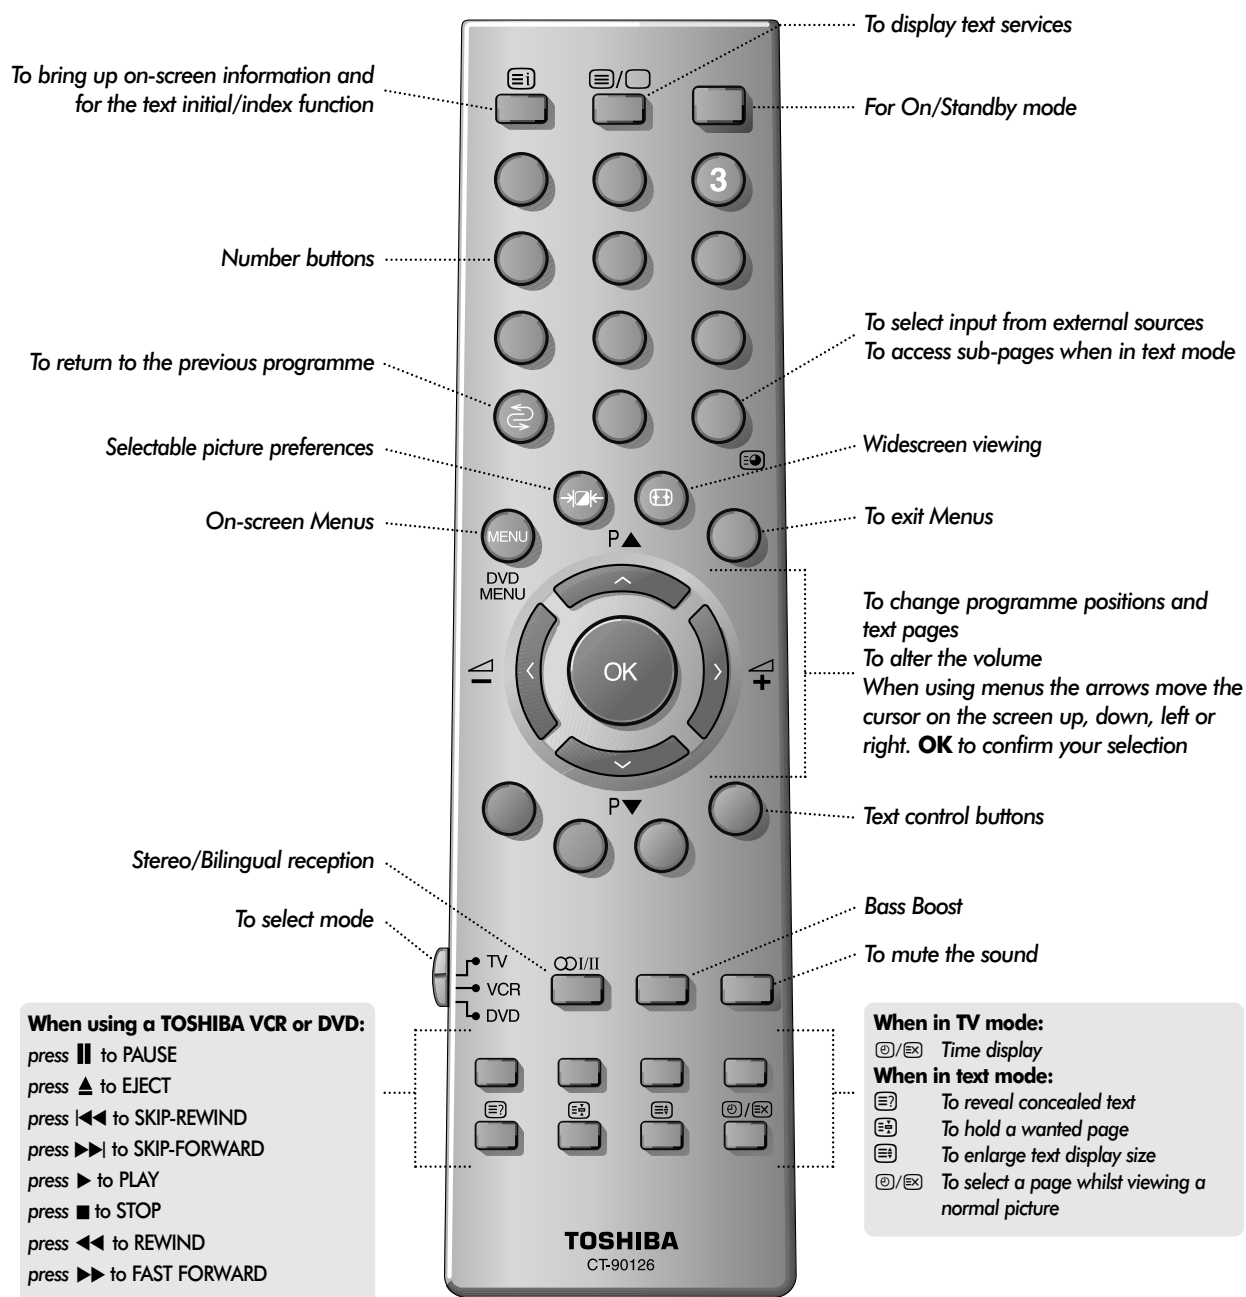 To display text services
To bring up on-screen information and
for the text initial/index function
For On/Standby mode
3
Number buttons
To select input from external sources
To access sub-pages when in text mode
To return to the previous programme
Selectable picture preferences
Widescreen viewing
On-screen Menus
MENU
P▲
To exit Menus
DVD
MENU
To change programme positions and
text pages
To alter the volume
When using menus the arrows move the
cursor on the screen up, down, left or
right. OK to confirm your selection
OK
−
+
P▼
Text control buttons
Stereo/Bilingual reception
Bass Boost
To select mode
To mute the sound
TV
VCR
DVD
I/II
When using a TOSHIBA VCR or DVD:
press ❚❚ to PAUSE
press ⏏ to EJECT
press |◀◀ to SKIP-REWIND
press ▶▶| to SKIP-FORWARD
press ▶ to PLAY
press ■ to STOP
press ◀◀ to REWIND
press ▶▶ to FAST FORWARD
When in TV mode:
Time display
When in text mode:
To reveal concealed text
To hold a wanted page
To enlarge text display size
To select a page whilst viewing a
normal picture
TOSHIBA
CT-90126